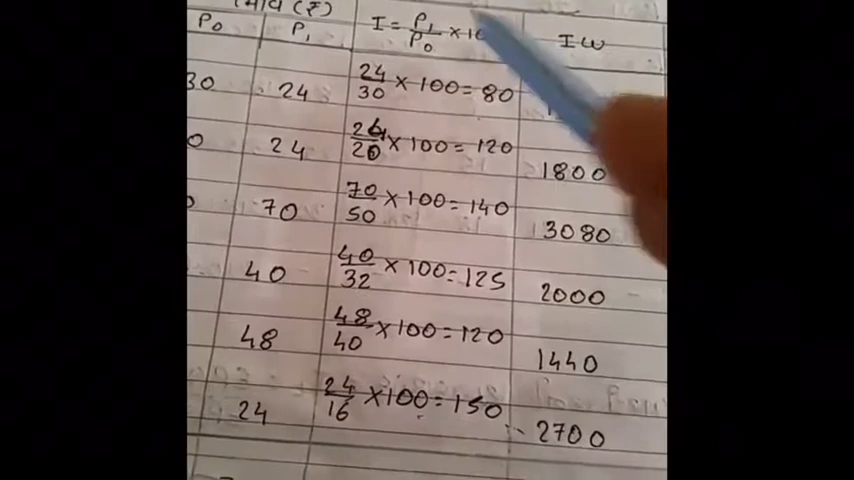 (₹)
P₀ P₁ I = P₁/P₀ × 10 IW
30 24 24/30 × 100 = 80
0 24 24/20 × 100 = 120 1800
70 70/50 × 100 = 140 3080
40 40/32 × 100 = 125 2000
48 48/40 × 100 = 120 1440
24 24/16 × 100 = 150 2700